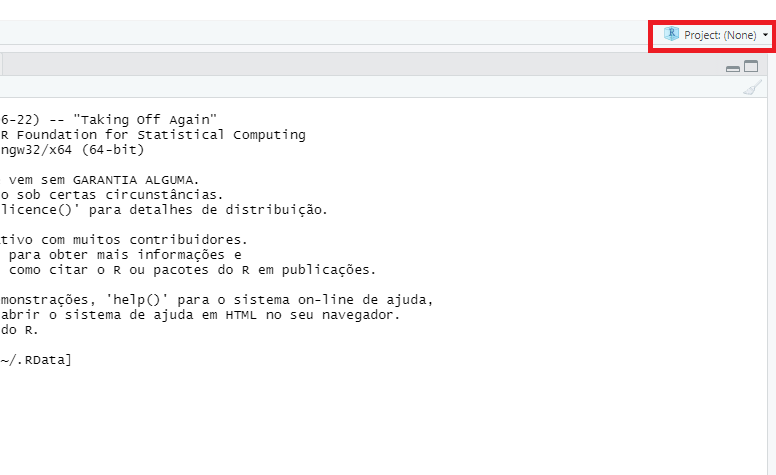 R Project: (None)
6-22) -- "Taking Off Again"
R Foundation for Statistical Computing
ngw32/x64 (64-bit)
vem sem GARANTIA ALGUMA.
o sob certas circunstâncias.
licence()' para detalhes de distribuição.
tivo com muitos contribuidores.
para obter mais informações e
como citar o R ou pacotes do R em publicações.
monstrações, 'help()' para o sistema on-line de ajuda,
abrir o sistema de ajuda em HTML no seu navegador.
do R.
~/.RData]